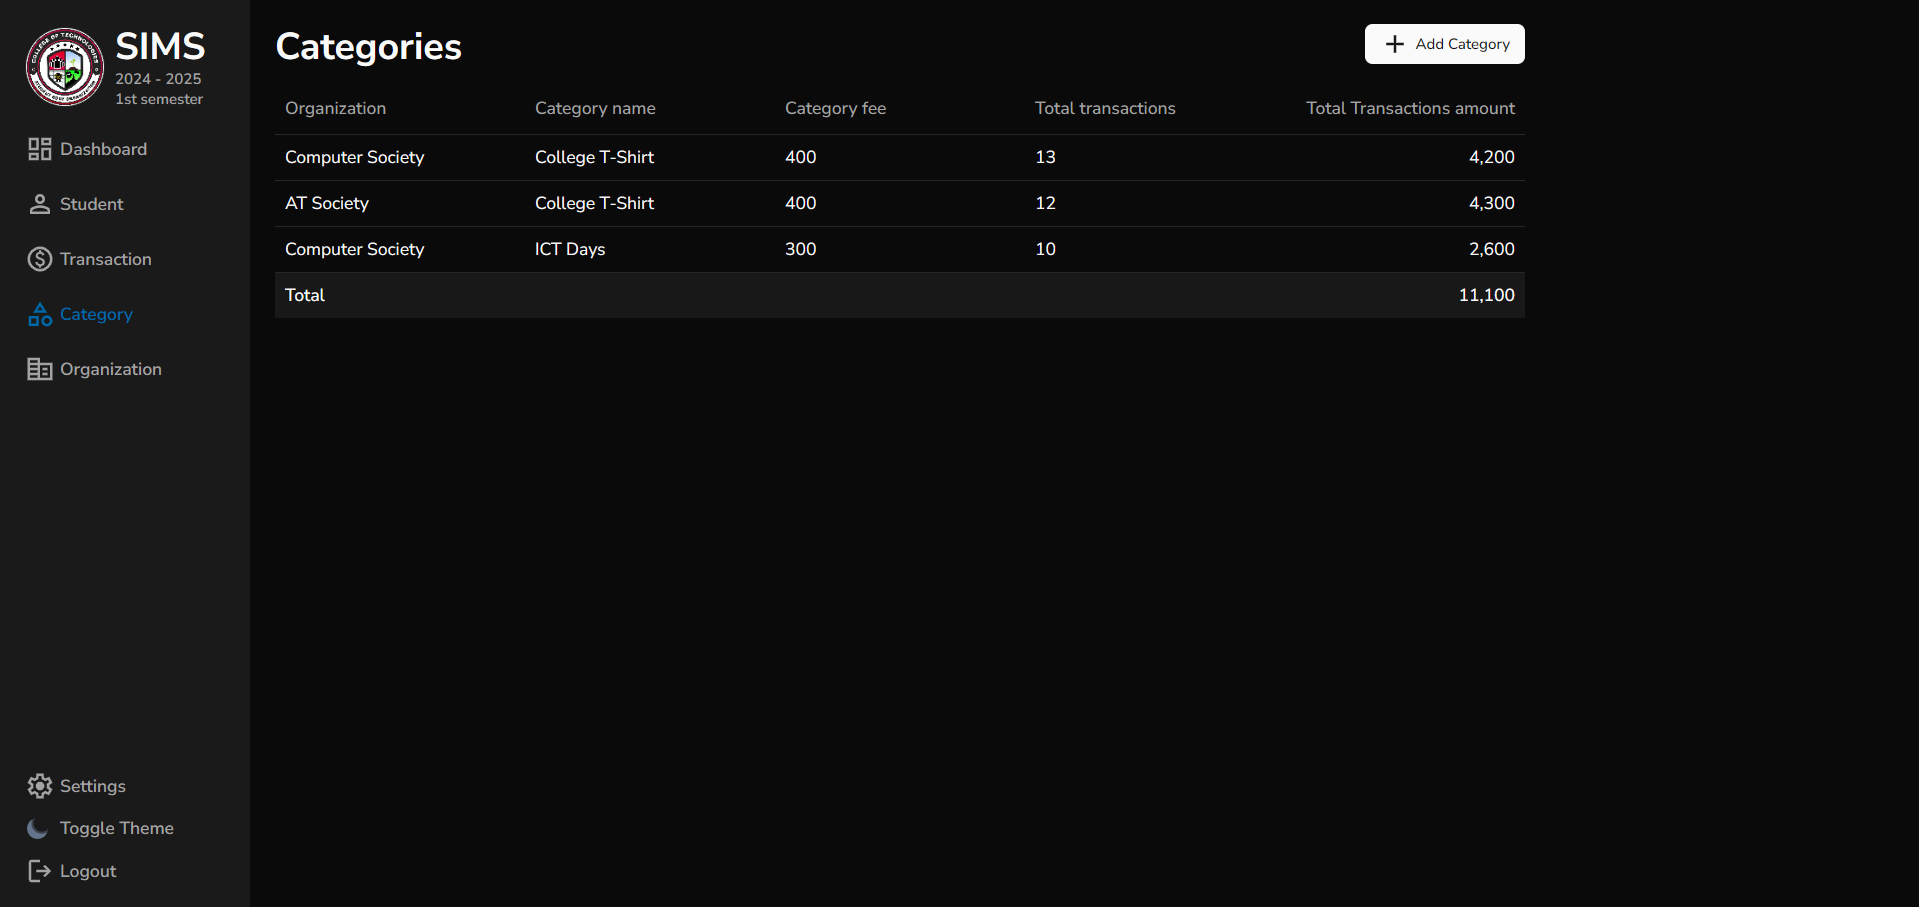 SIMS
2024 - 2025
1st semester
Dashboard
Student
Transaction
Category
Organization
Settings
Toggle Theme
Logout
Categories
Add Category
Organization Category name Category fee Total transactions Total Transactions amount
Computer Society College T-Shirt 400 13 4,200
AT Society College T-Shirt 400 12 4,300
Computer Society ICT Days 300 10 2,600
Total 11,100